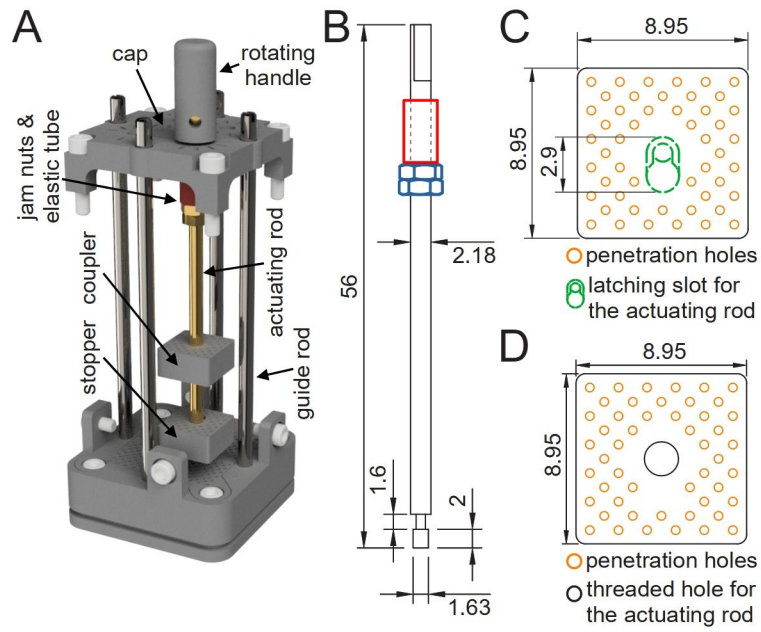 A
cap
rotating
handle
jam nuts &
elastic tube
coupler
stopper
actuating rod
guide rod
B
56
2.18
1.6
2
1.63
C
8.95
8.95
2.9
penetration holes
latching slot for
the actuating rod
D
8.95
8.95
penetration holes
threaded hole for
the actuating rod